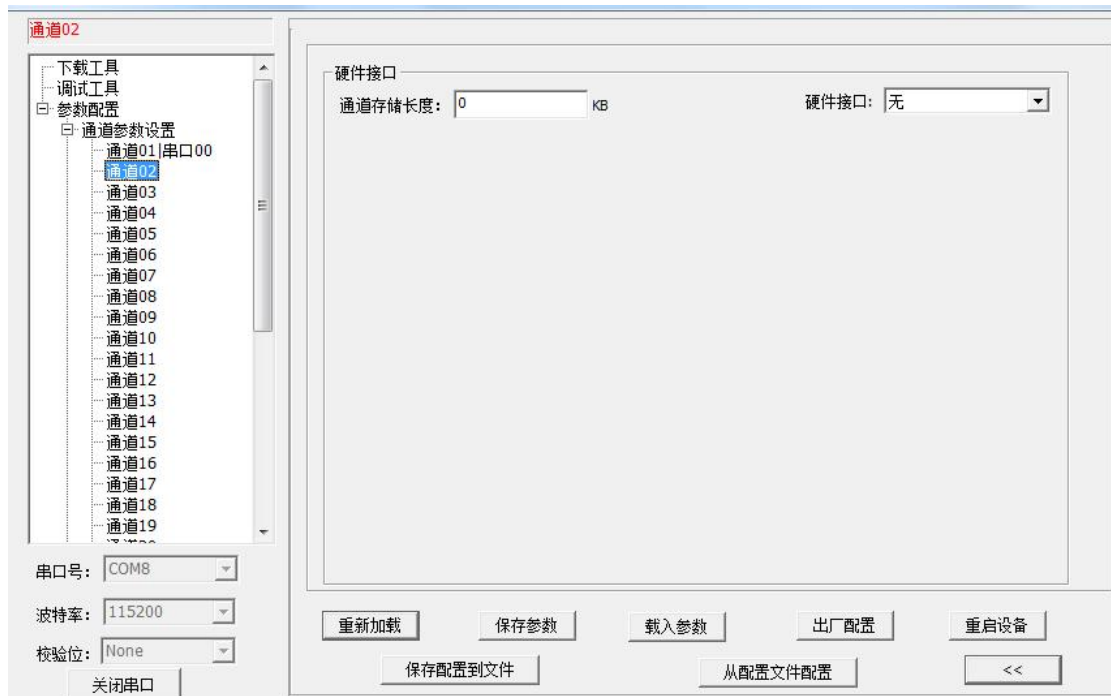 通道02
下载工具
调试工具
参数配置
通道参数设置
通道01|串口00
通道02
通道03
通道04
通道05
通道06
通道07
通道08
通道09
通道10
通道11
通道12
通道13
通道14
通道15
通道16
通道17
通道18
通道19
串口号: COM8
波特率: 115200
校验位: None
关闭串口
硬件接口
通道存储长度: 0 KB 硬件接口: 无
重新加载 保存参数 载入参数 出厂配置 重启设备
保存配置到文件 从配置文件配置 <<